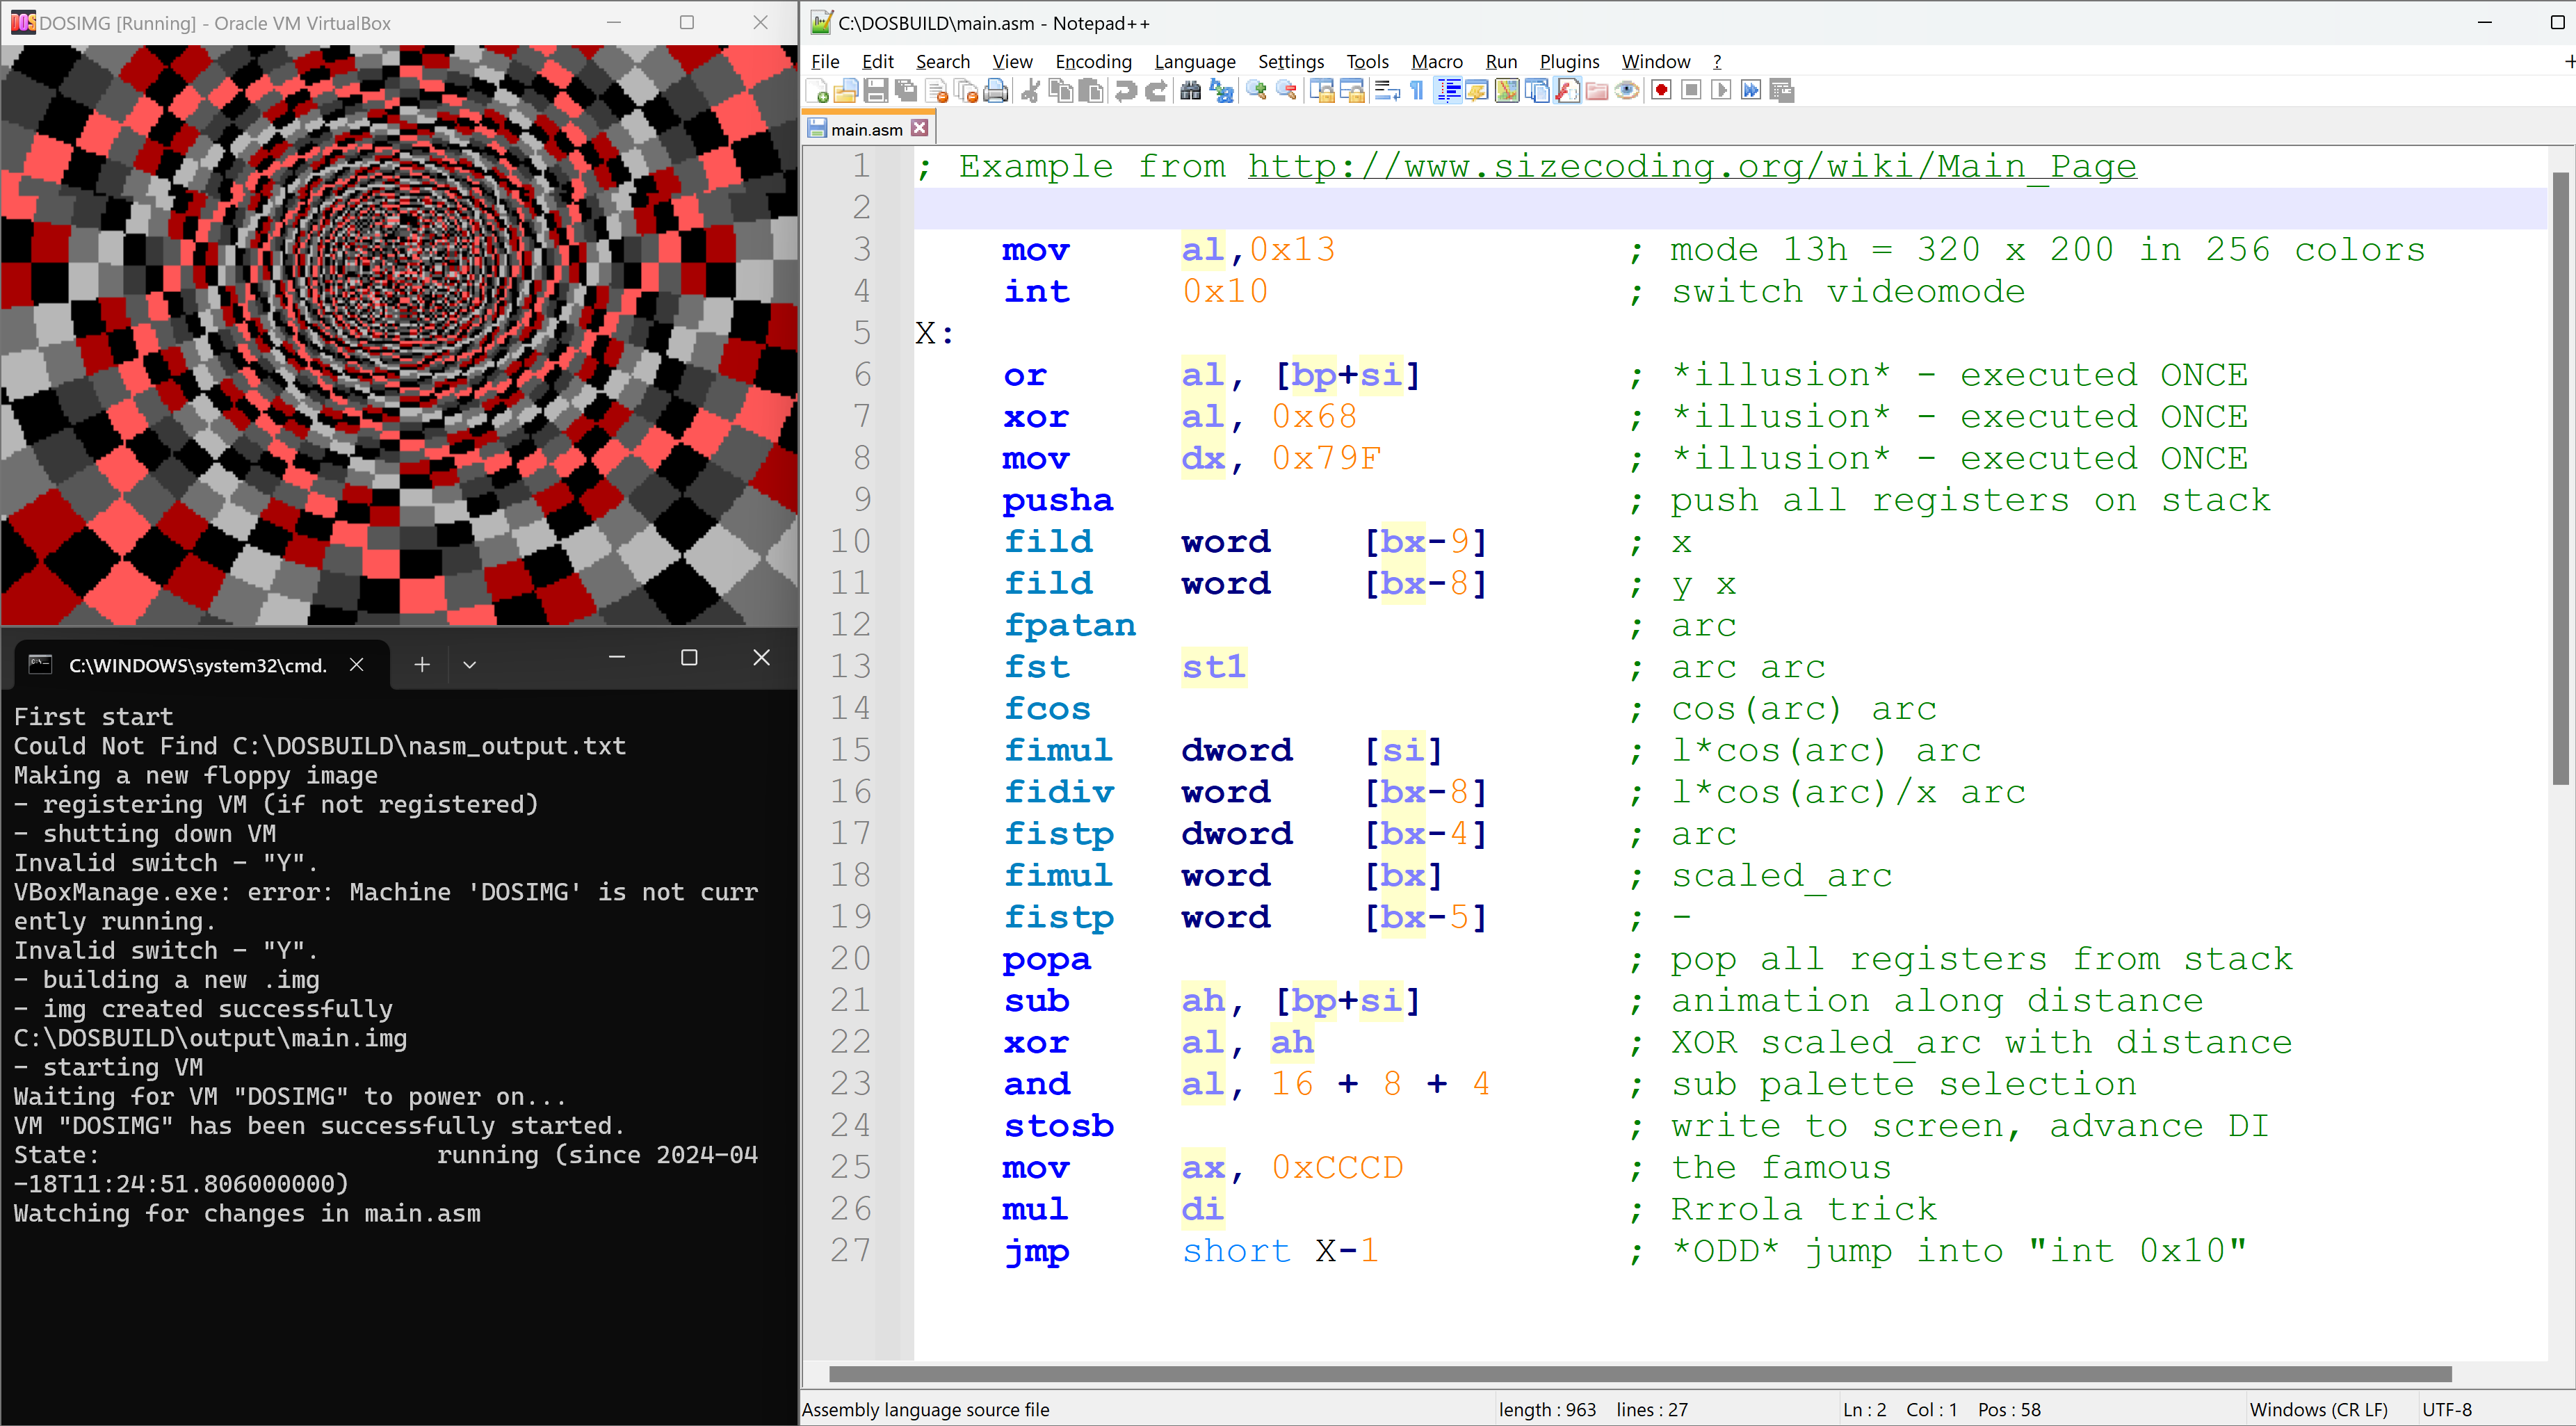 DOSIMG [Running] - Oracle VM VirtualBox
First start
Could Not Find C:\DOSBUILD\nasm_output.txt
Making a new floppy image
- registering VM (if not registered)
- shutting down VM
Invalid switch - "Y".
VBoxManage.exe: error: Machine 'DOSIMG' is not curr
ently running.
Invalid switch - "Y".
- building a new .img
- img created successfully
C:\DOSBUILD\output\main.img
- starting VM
Waiting for VM "DOSIMG" to power on...
VM "DOSIMG" has been successfully started.
State: running (since 2024-04
-18T11:24:51.806000000)
Watching for changes in main.asm
C:\WINDOWS\system32\cmd.
C:\DOSBUILD\main.asm - Notepad++
File Edit Search View Encoding Language Settings Tools Macro Run Plugins Window ?
main.asm
1 ; Example from http://www.sizecoding.org/wiki/Main_Page
2
3 mov al,0x13 ; mode 13h = 320 x 200 in 256 colors
4 int 0x10 ; switch videomode
5 X:
6 or al, [bp+si] ; *illusion* - executed ONCE
7 xor al, 0x68 ; *illusion* - executed ONCE
8 mov dx, 0x79F ; *illusion* - executed ONCE
9 pusha ; push all registers on stack
10 fild word [bx-9] ; x
11 fild word [bx-8] ; y x
12 fpatan ; arc
13 fst st1 ; arc arc
14 fcos ; cos(arc) arc
15 fimul dword [si] ; l*cos(arc) arc
16 fidiv word [bx-8] ; l*cos(arc)/x arc
17 fistp dword [bx-4] ; arc
18 fimul word [bx] ; scaled_arc
19 fistp word [bx-5] ; -
20 popa ; pop all registers from stack
21 sub ah, [bp+si] ; animation along distance
22 xor al, ah ; XOR scaled_arc with distance
23 and al, 16 + 8 + 4 ; sub palette selection
24 stosb ; write to screen, advance DI
25 mov ax, 0xCCCD ; the famous
26 mul di ; Rrrola trick
27 jmp short X-1 ; *ODD* jump into "int 0x10"
Assembly language source file length : 963 lines : 27 Ln : 2 Col : 1 Pos : 58 Windows (CR LF) UTF-8